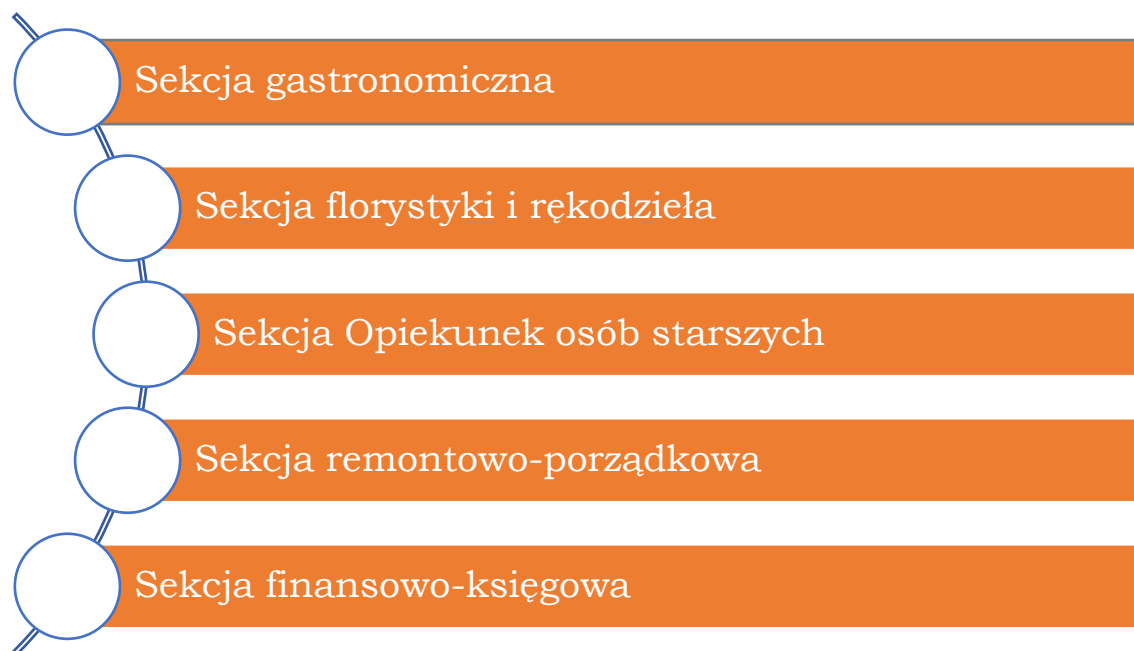 Sekcja gastronomiczna
Sekcja florystyki i rękodzieła
Sekcja Opiekunek osób starszych
Sekcja remontowo-porządkowa
Sekcja finansowo-księgowa